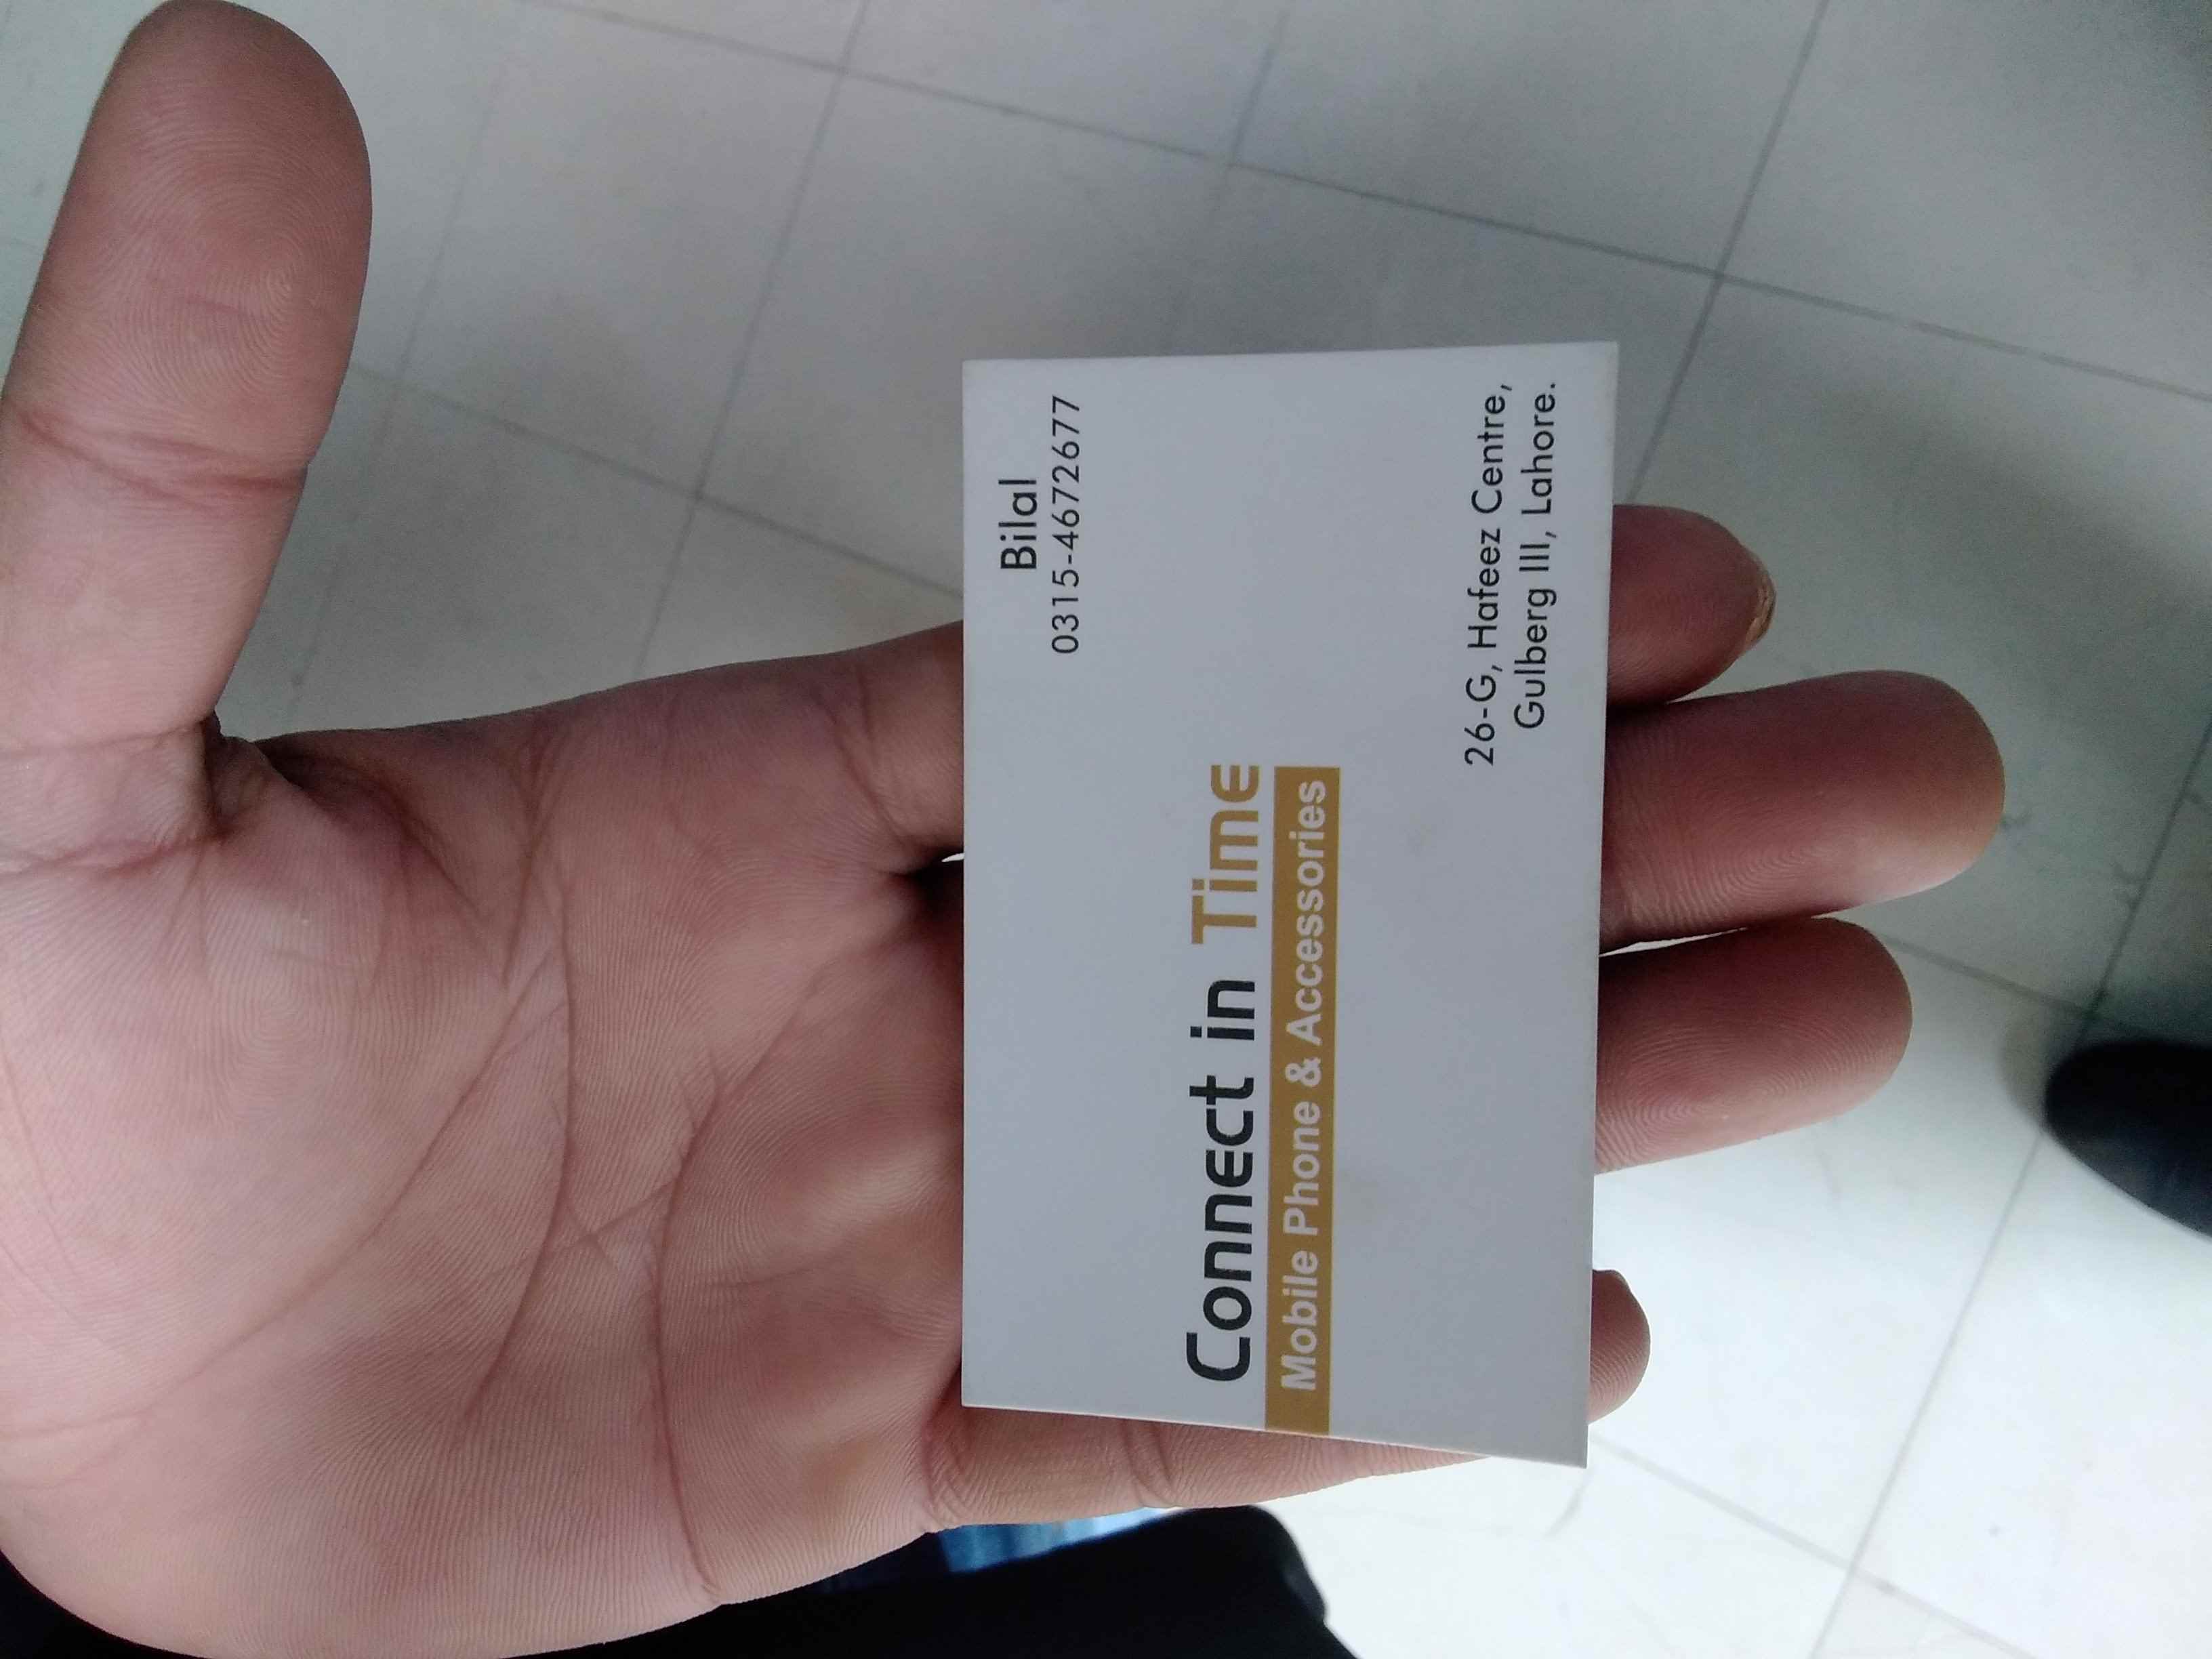 Bilal
0315-4672677
Connect in Time
Mobile Phone & Accessories
26-G, Hafeez Centre,
Gulberg III, Lahore.